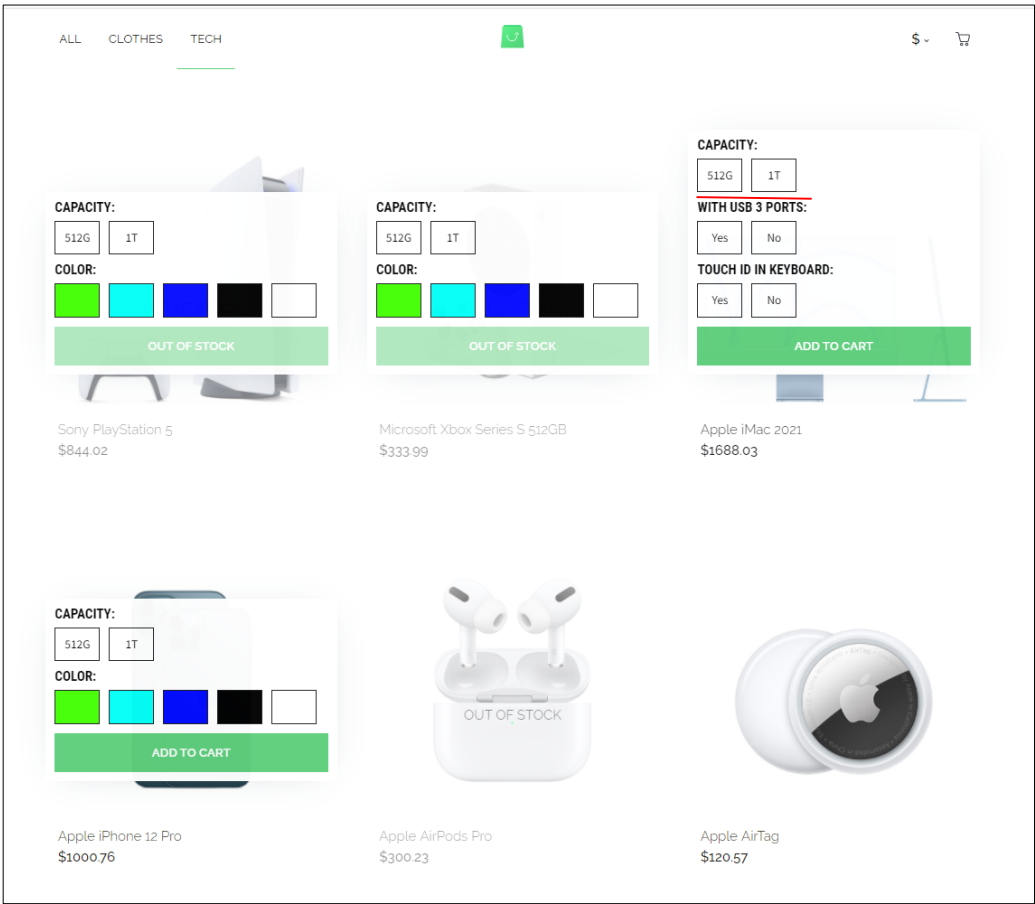 ALL CLOTHES TECH $
CAPACITY:
512G 1T
COLOR:
OUT OF STOCK
Sony PlayStation 5
$844.02
CAPACITY:
512G 1T
COLOR:
OUT OF STOCK
Microsoft Xbox Series S 512GB
$333.99
CAPACITY:
512G 1T
WITH USB 3 PORTS:
Yes No
TOUCH ID IN KEYBOARD:
Yes No
ADD TO CART
Apple iMac 2021
$1688.03
CAPACITY:
512G 1T
COLOR:
ADD TO CART
Apple iPhone 12 Pro
$1000.76
OUT OF STOCK
Apple AirPods Pro
$300.23
Apple AirTag
$120.57